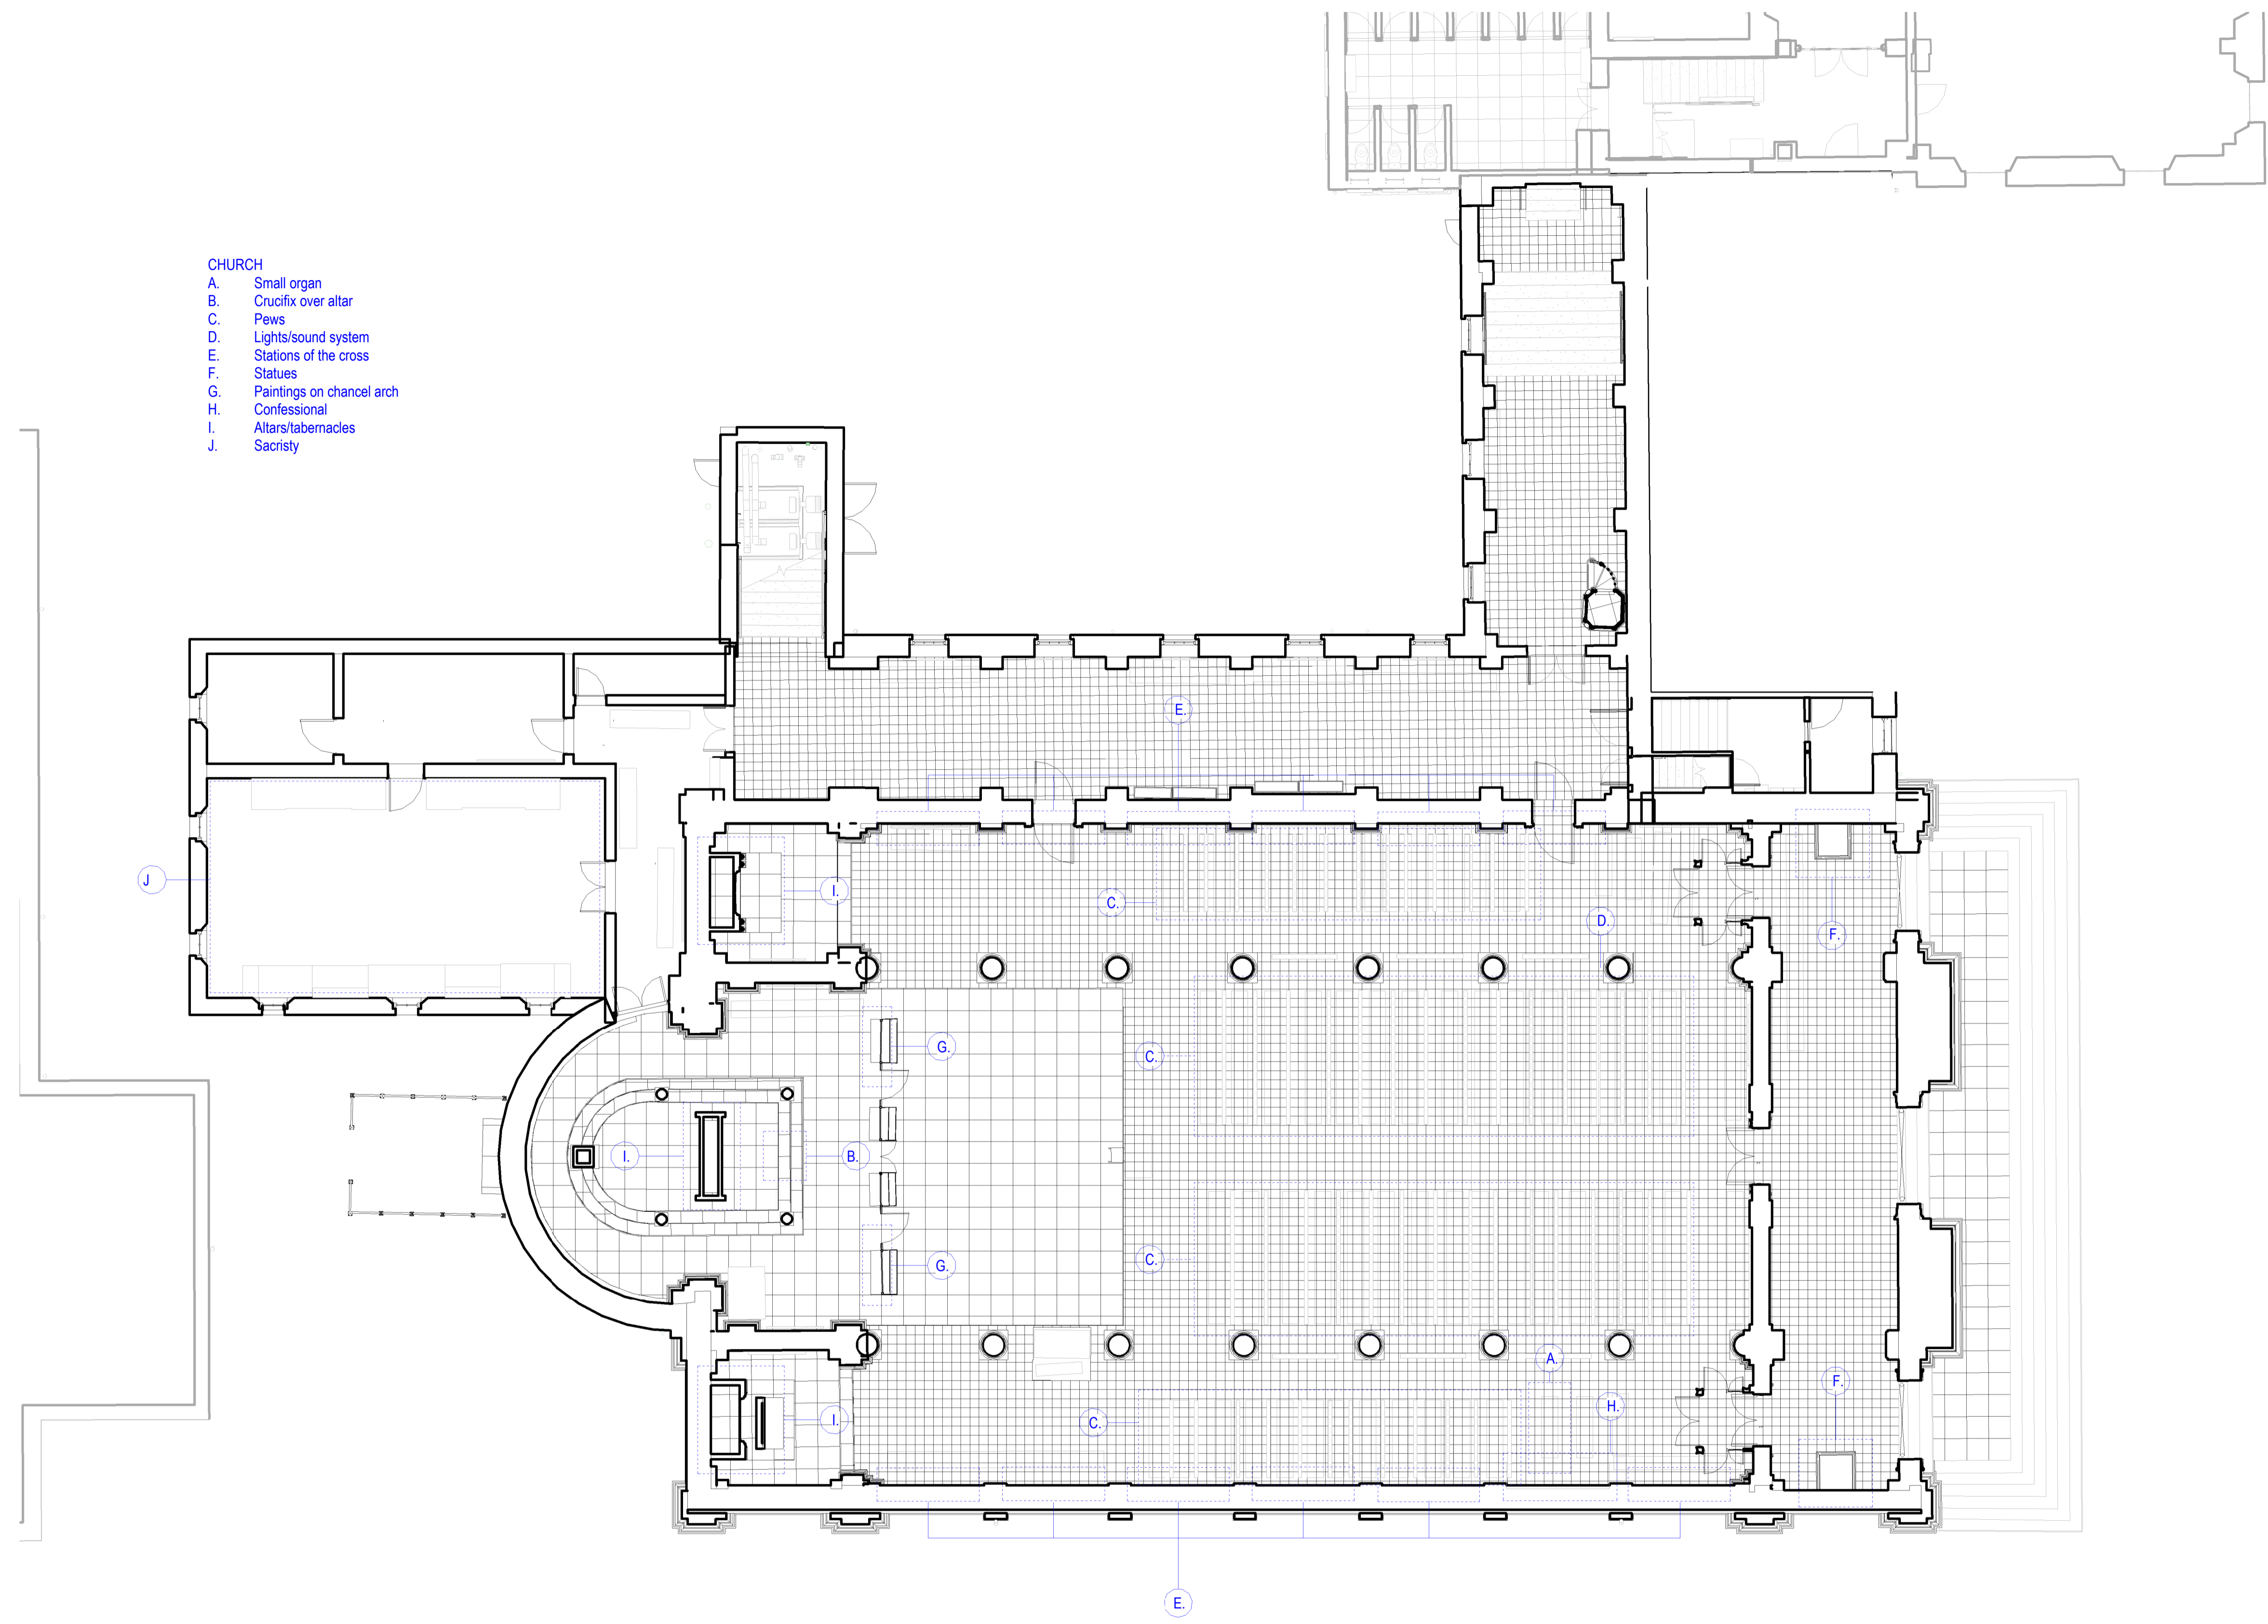 CHURCH
A. Small organ
B. Crucifix over altar
C. Pews
D. Lights/sound system
E. Stations of the cross
F. Statues
G. Paintings on chancel arch
H. Confessional
I. Altars/tabernacles
J. Sacristy
E.
J
I.
C.
D.
F.
G.
C.
I.
B.
G.
C.
A.
F.
I.
C.
H.
E.